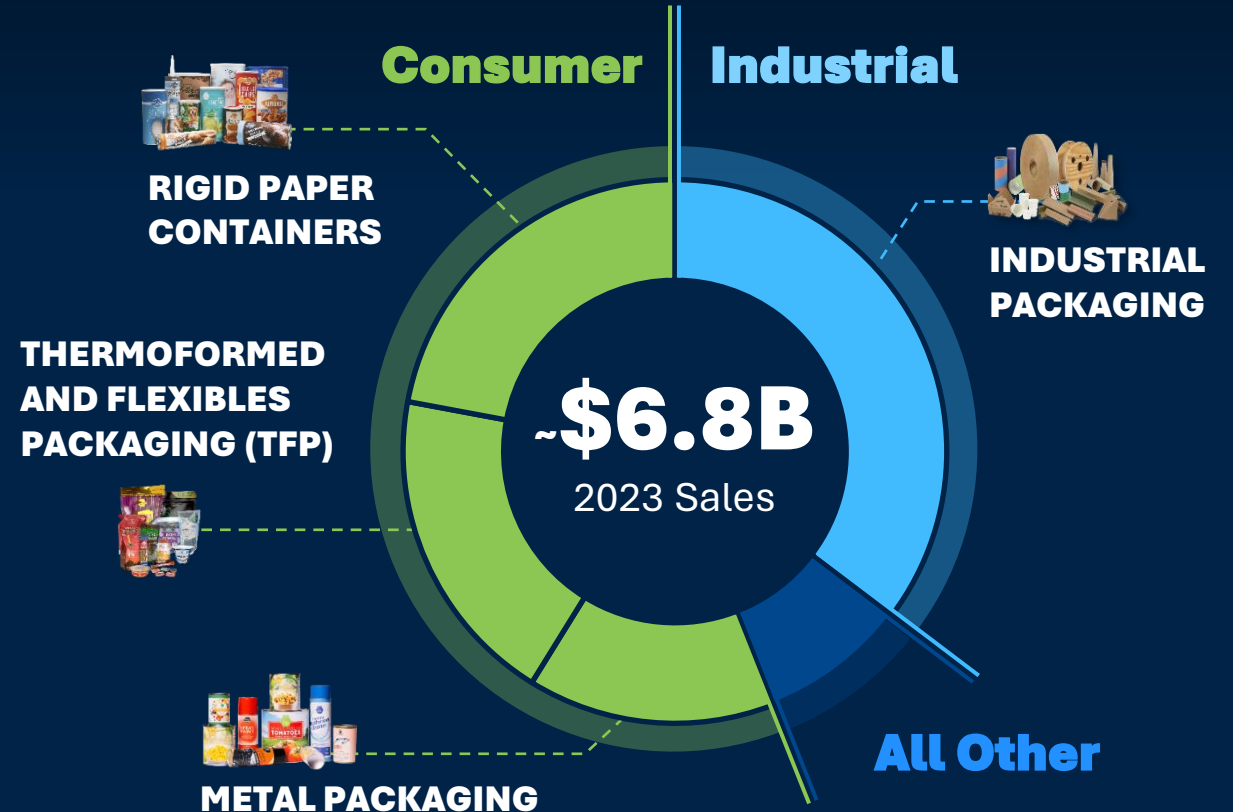 Consumer
Industrial
RIGID PAPER
CONTAINERS
INDUSTRIAL
PACKAGING
THERMOFORMED
AND FLEXIBLES
PACKAGING (TFP)
~$6.8B
2023 Sales
All Other
TOMATOES
METAL PACKAGING